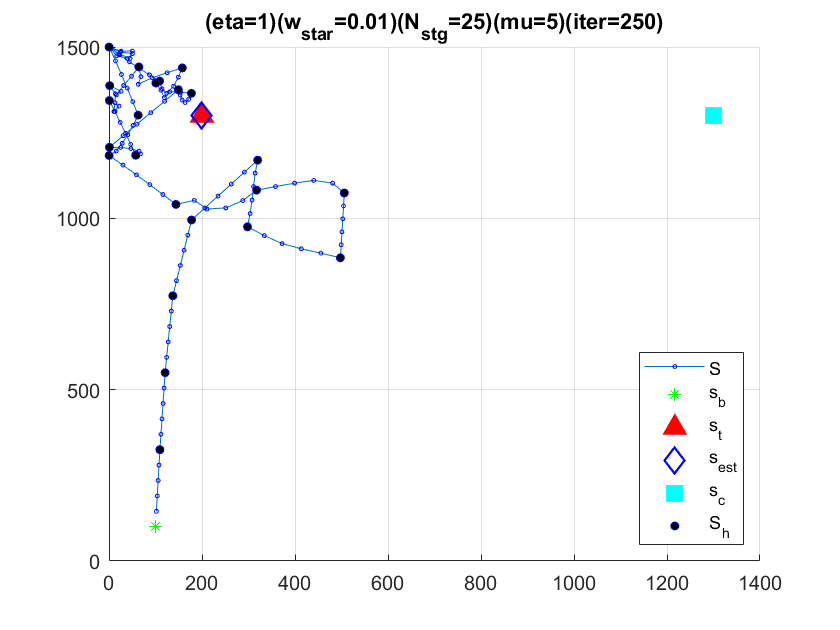 (eta=1)(w_star=0.01)(N_stg=25)(mu=5)(iter=250)
1500
1000
500
0
0 200 400 600 800 1000 1200 1400
S
s_b
s_t
s_est
s_c
S_h